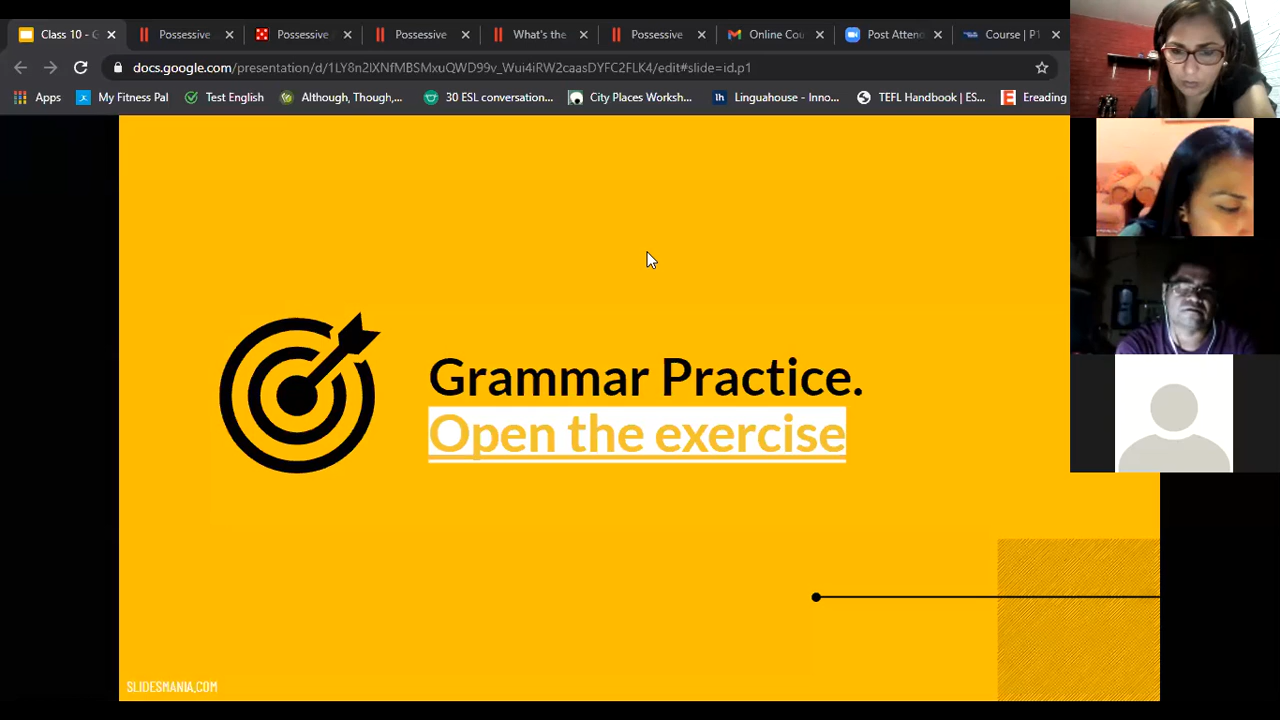 Class 10 - G
Possessive
Possessive
Possessive
What's the
Possessive
Online Cou
Post Atteno
Course | P1
docs.google.com/presentation/d/1LY8n2lXNfMBSMxuQWD99v_Wui4iRW2caasDYFC2FLK4/edit#slide=id.p1
Apps
My Fitness Pal
Test English
Although, Though,...
30 ESL conversation...
City Places Worksh...
lh
Linguahouse - Inno...
TEFL Handbook | ES...
E
Ereading
Grammar Practice.
Open the exercise
SLIDESMANIA.COM